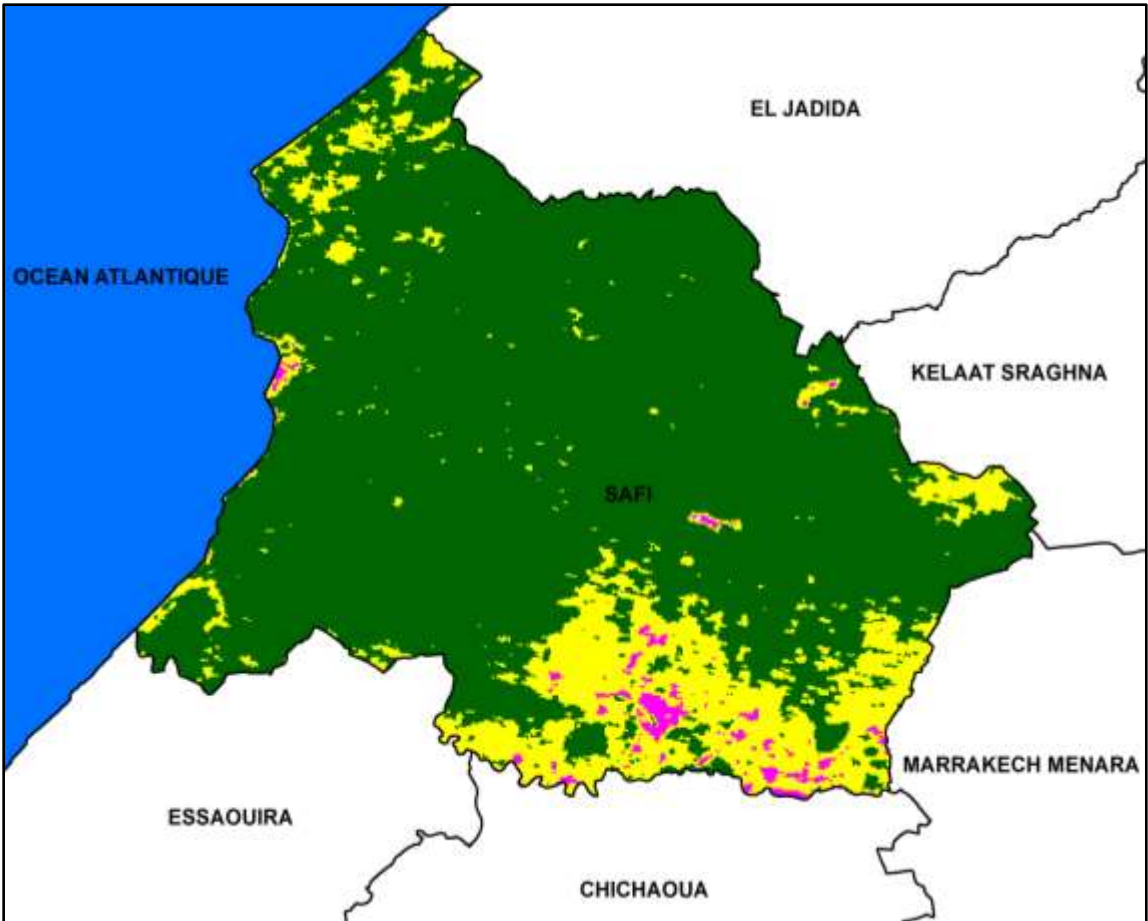 EL JADIDA
OCEAN ATLANTIQUE
KELAAT SRAGHNA
SAFI
MARRAKECH MENARA
ESSAOUIRA
CHICHAOUA